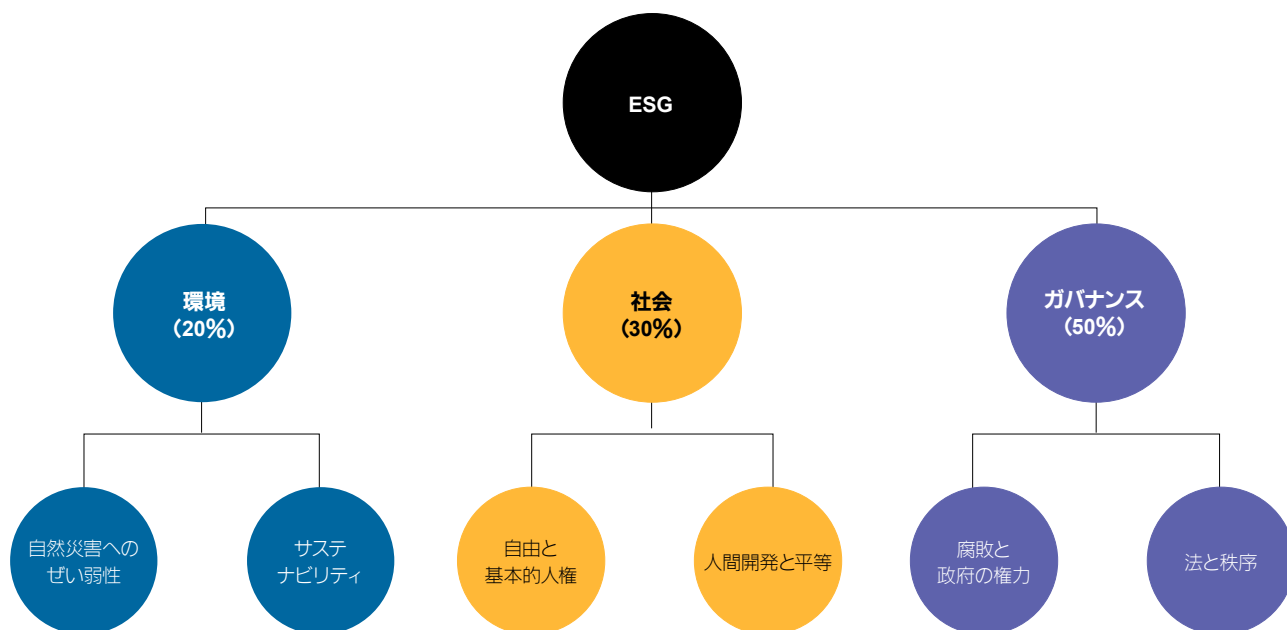 ESG
環境
（20%）
社会
（30%）
ガバナンス
（50%）
自然災害への
ぜい弱性
サステ
ナビリティ
自由と
基本的人権
人間開発と平等
腐敗と
政府の権力
法と秩序